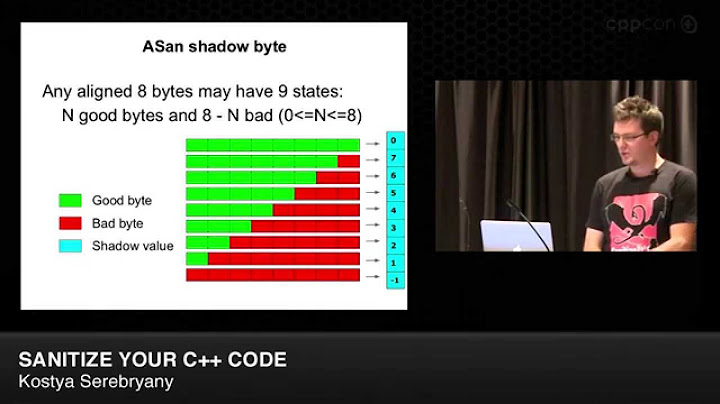 ASan shadow byte
Any aligned 8 bytes may have 9 states:
N good bytes and 8 - N bad (0<=N<=8)
0
7
6
5
4
3
2
1
-1
Good byte
Bad byte
Shadow value
cppcon
SANITIZE YOUR C++ CODE
Kostya Serebryany